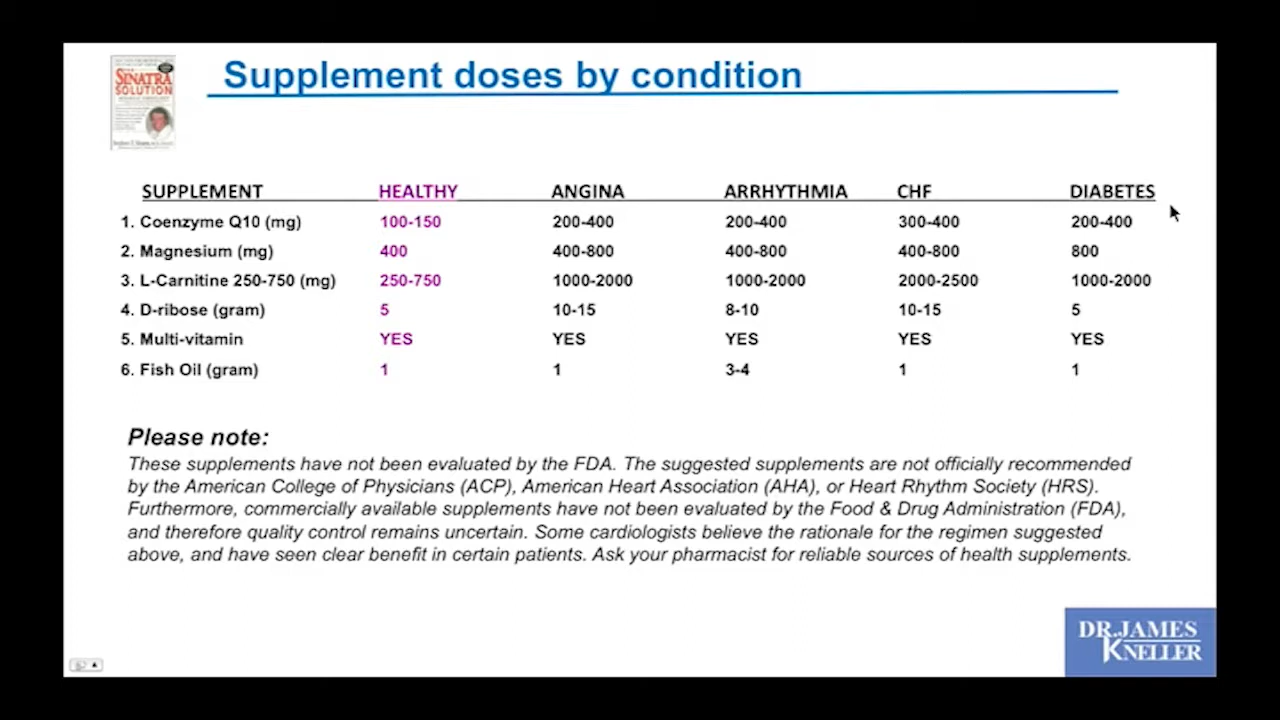 Supplement doses by condition
SINATRA
SOLUTION
SUPPLEMENT HEALTHY ANGINA ARRHYTHMIA CHF DIABETES
1. Coenzyme Q10 (mg) 100-150 200-400 200-400 300-400 200-400
2. Magnesium (mg) 400 400-800 400-800 400-800 800
3. L-Carnitine 250-750 (mg) 250-750 1000-2000 1000-2000 2000-2500 1000-2000
4. D-ribose (gram) 5 10-15 8-10 10-15 5
5. Multi-vitamin YES YES YES YES YES
6. Fish Oil (gram) 1 1 3-4 1 1
Please note:
These supplements have not been evaluated by the FDA. The suggested supplements are not officially recommended
by the American College of Physicians (ACP), American Heart Association (AHA), or Heart Rhythm Society (HRS).
Furthermore, commercially available supplements have not been evaluated by the Food & Drug Administration (FDA),
and therefore quality control remains uncertain. Some cardiologists believe the rationale for the regimen suggested
above, and have seen clear benefit in certain patients. Ask your pharmacist for reliable sources of health supplements.
DR.JAMES
KNELLER